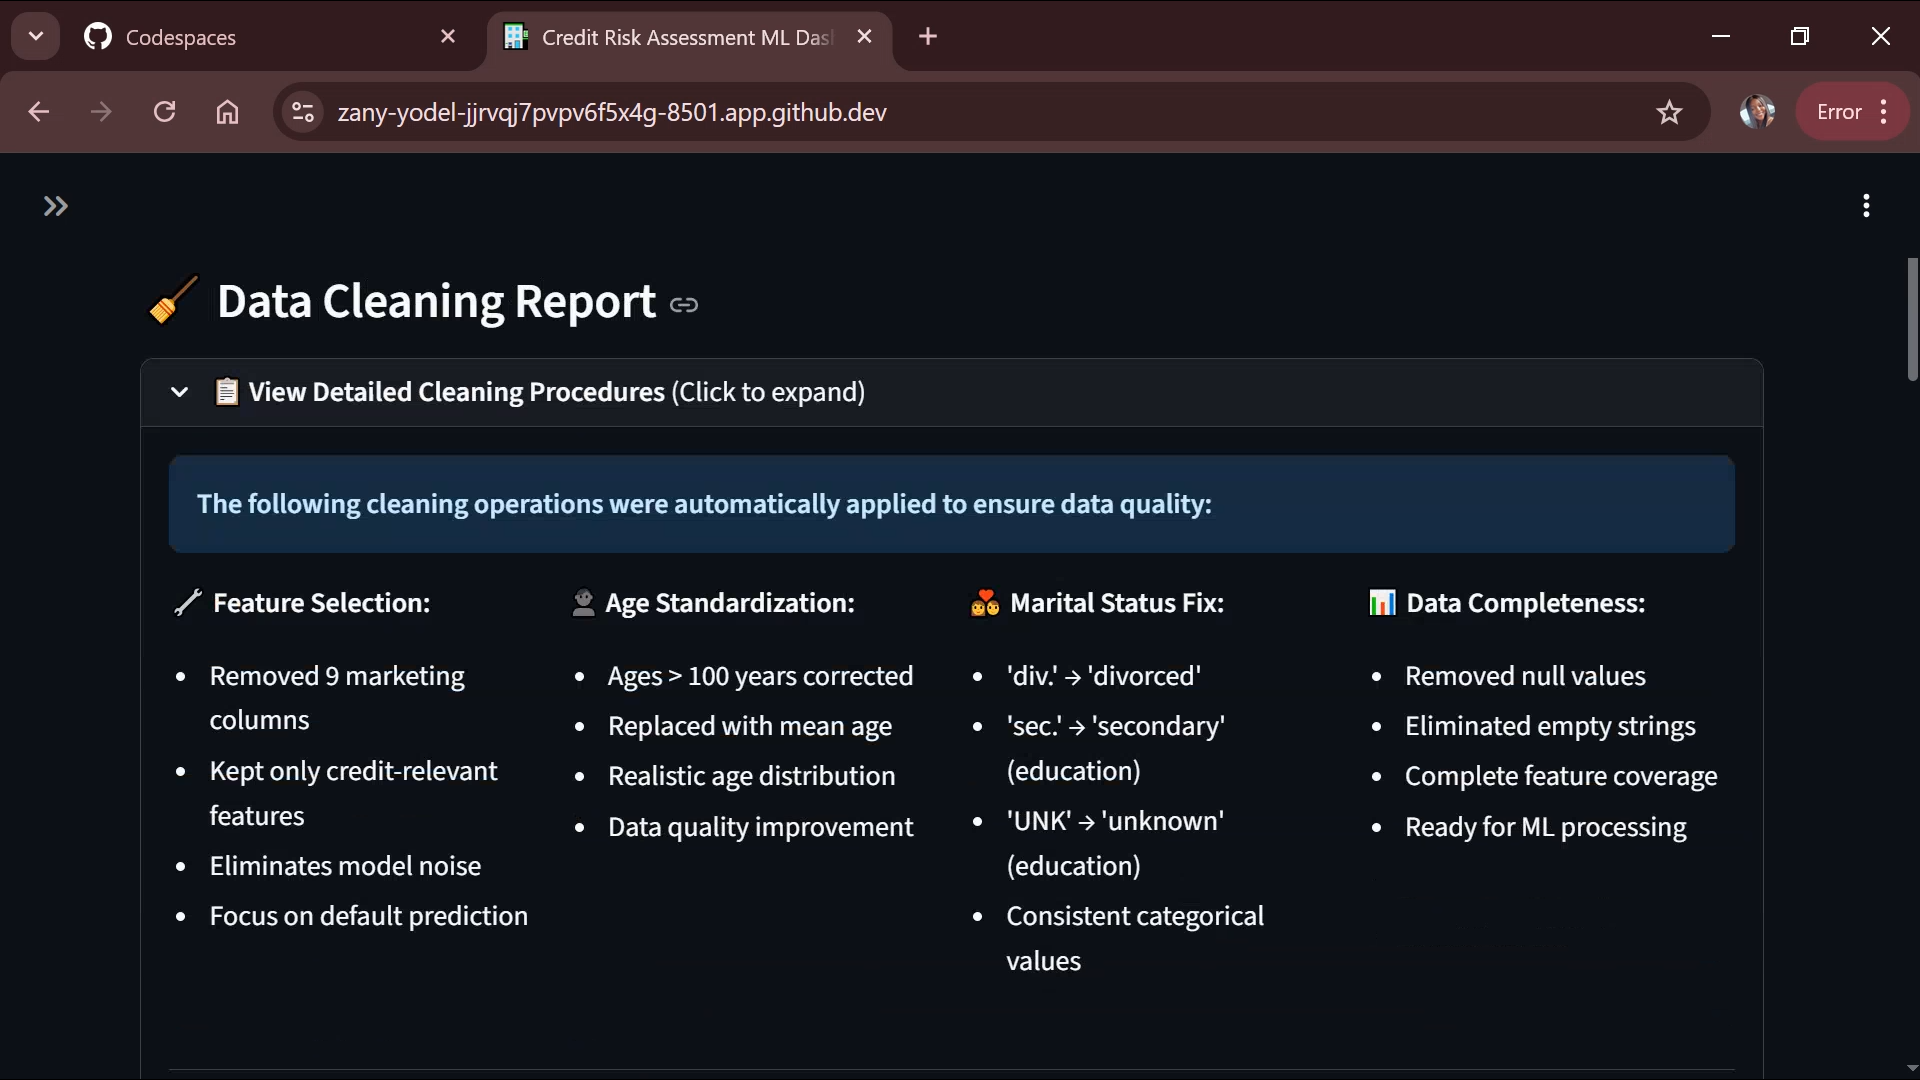 Codespaces
Credit Risk Assessment ML Das
zany-yodel-jjrvqj7pvpv6f5x4g-8501.app.github.dev
Error
Data Cleaning Report
View Detailed Cleaning Procedures (Click to expand)
The following cleaning operations were automatically applied to ensure data quality:
Feature Selection:
Removed 9 marketing
columns
Kept only credit-relevant
features
Eliminates model noise
Focus on default prediction
Age Standardization:
Ages > 100 years corrected
Replaced with mean age
Realistic age distribution
Data quality improvement
Marital Status Fix:
'div.' → 'divorced'
'sec.' → 'secondary'
(education)
'UNK' → 'unknown'
(education)
Consistent categorical
values
Data Completeness:
Removed null values
Eliminated empty strings
Complete feature coverage
Ready for ML processing